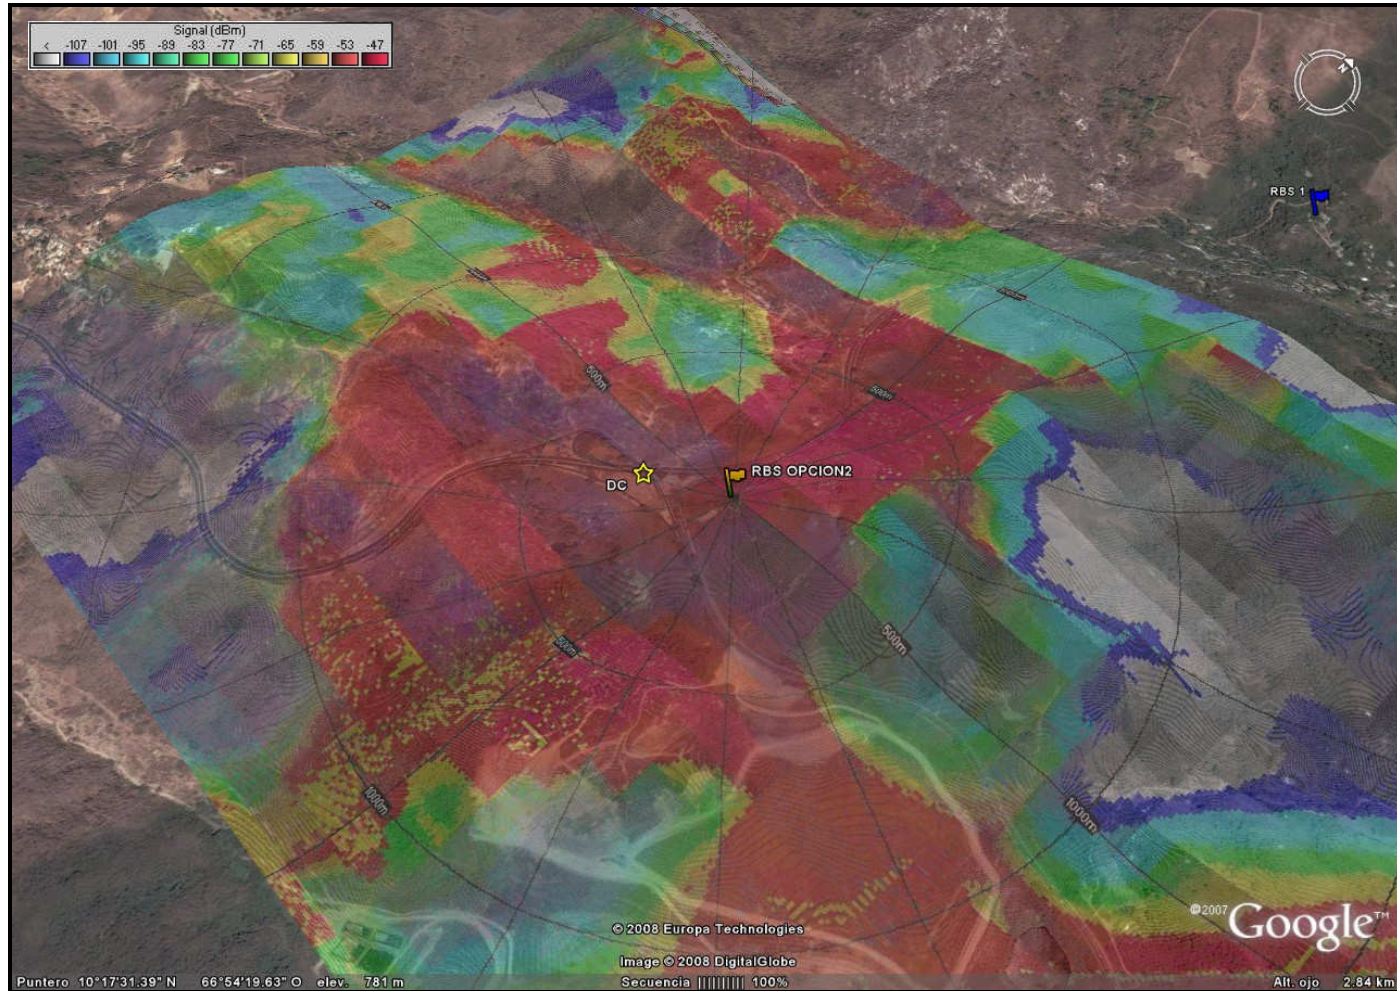 Signal (dBm)
< -107 -101 -95 -89 -83 -77 -71 -65 -59 -53 -47
N
RBS 1
500m
500m
DC
RBS OPCION2
500m
500m
1000m
1000m
©2007 Google™
© 2008 Europa Technologies
Image © 2008 DigitalGlobe
Puntero 10°17'31.39" N 66°54'19.63" O elev. 781 m Secuencia 100% Alt. ojo 2.84 km